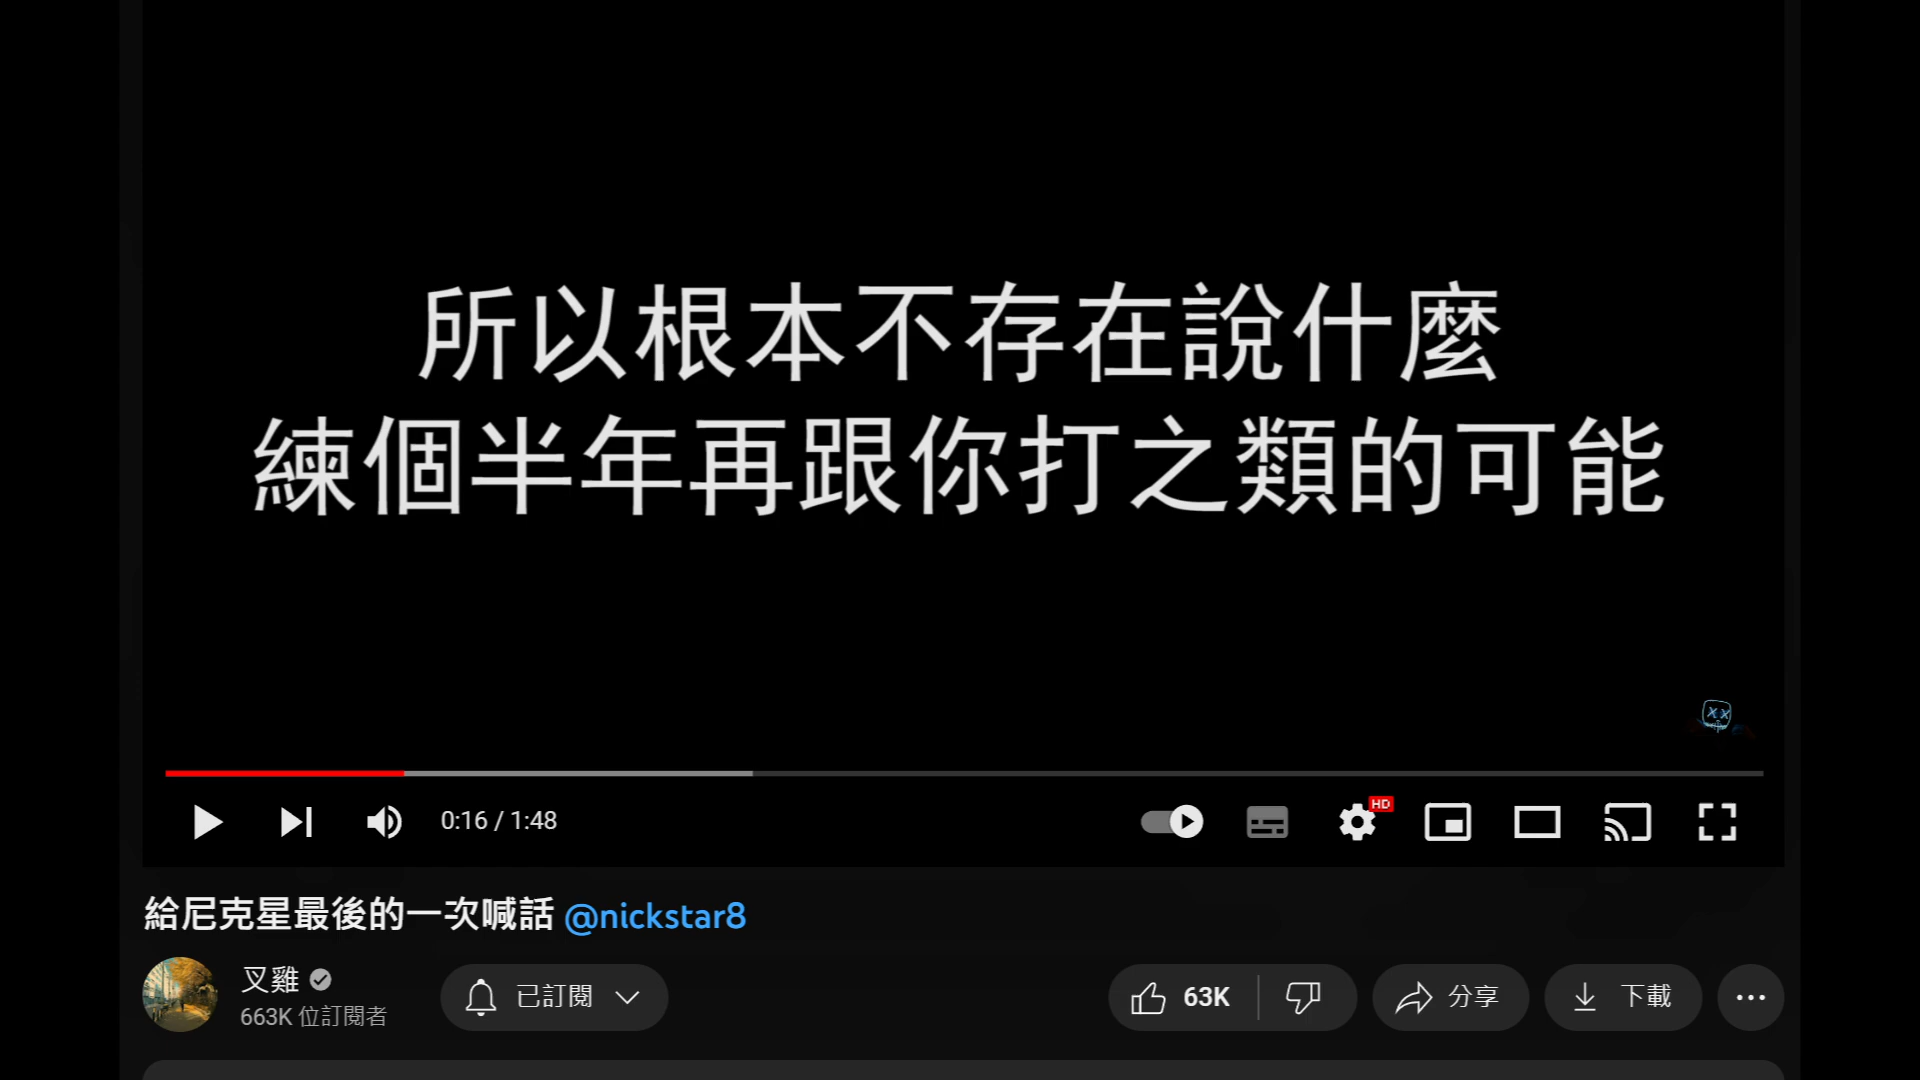 所以根本不存在說什麼
練個半年再跟你打之類的可能
0:16 / 1:48
HD
給尼克星最後的一次喊話 @nickstar8
叉雞
663K 位訂閱者
已訂閱
63K
分享
下載